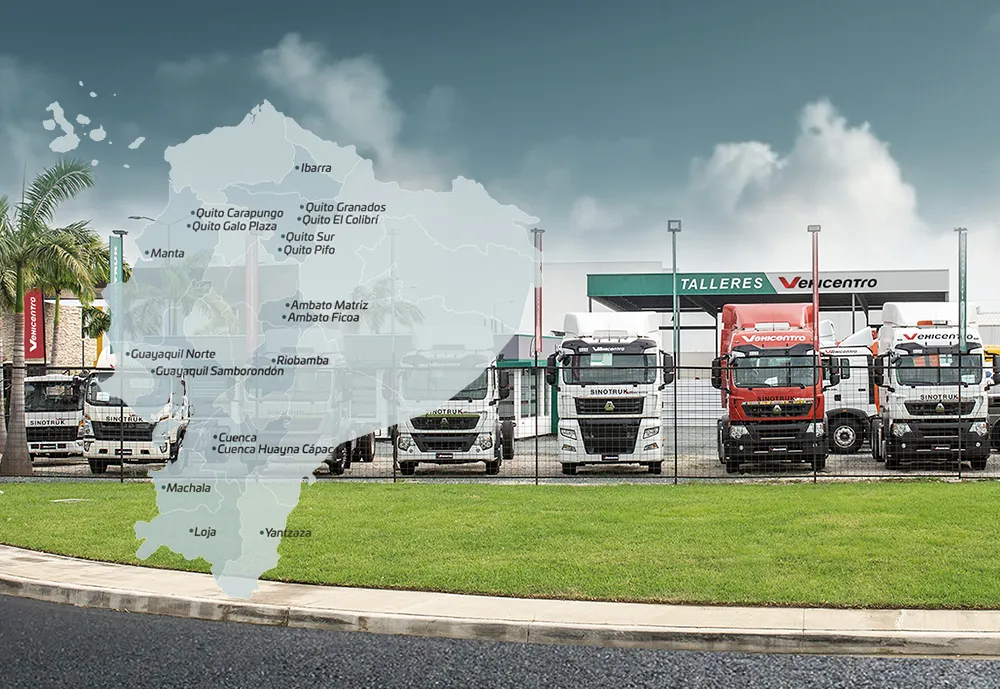 Ibarra
Quito Carapungo
Quito Granados
Quito Galo Plaza
Quito El Colibrí
Quito Sur
Quito Pifo
Manta
TALLERES VEHICENTRO
VEHICENTRO
Ambato Matriz
Ambato Ficoa
VEHICENTRO
VEHICENTRO
VEHICENTRO
VEHICENTRO
Guayaquil Norte
Riobamba
Guayaquil Samborondón
SINOTRUK
SINOTRUK
SINOTRUK
SINOTRUK
SINOTRUK
SINOTRUK
Cuenca
Cuenca Huayna Cápac
Machala
Loja
Yantzaza